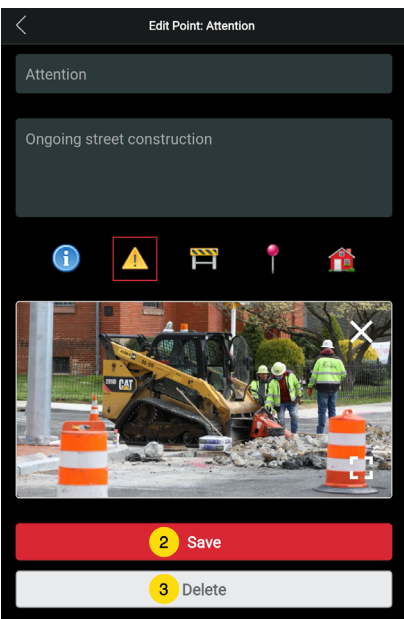 Edit Point: Attention
Attention
Ongoing street construction
CAT
2 Save
3 Delete